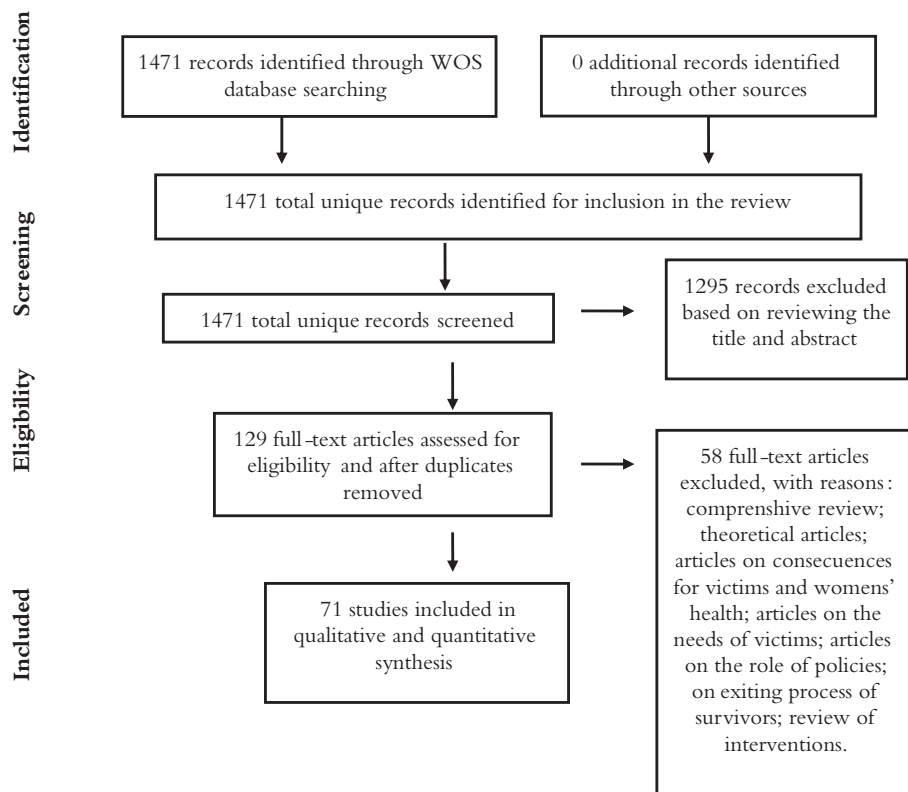 Identification
1471 records identified through WOS
database searching
0 additional records identified
through other sources
1471 total unique records identified for inclusion in the review
Screening
1471 total unique records screened
1295 records excluded
based on reviewing the
title and abstract
Eligibility
129 full-text articles assessed for
eligibility and after duplicates
removed
58 full-text articles
excluded, with reasons:
comprenshive review;
theoretical articles;
articles on consecuences
for victims and womens’
health; articles on the
needs of victims; articles
on the role of policies;
on exiting process of
survivors; review of
interventions.
Included
71 studies included in
qualitative and quantitative
synthesis